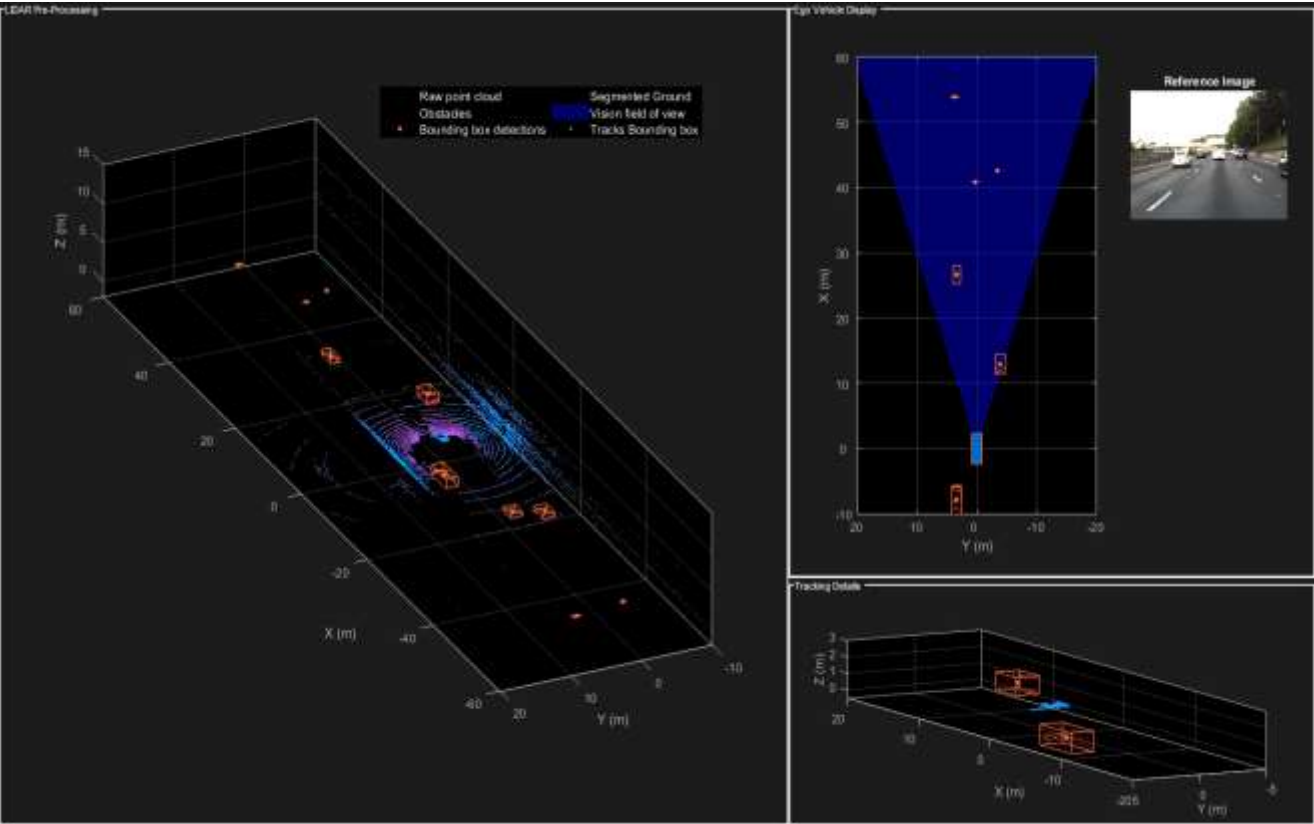 LIDAR Pre-Processing
Raw point cloud
Segmented Ground
Obstacles
Vision field of view
Bounding box detections
Tracks Bounding box
15
10
5
0
Z (m)
60
40
20
0
-20
-40
-60
X (m)
20
10
0
-10
Y (m)
Ego Vehicle Display
Reference Image
60
50
40
30
20
10
0
-10
X (m)
20
10
0
-10
-20
Y (m)
Tracking Details
Z (m)
20
10
0
-10
X (m)
0
Y (m)